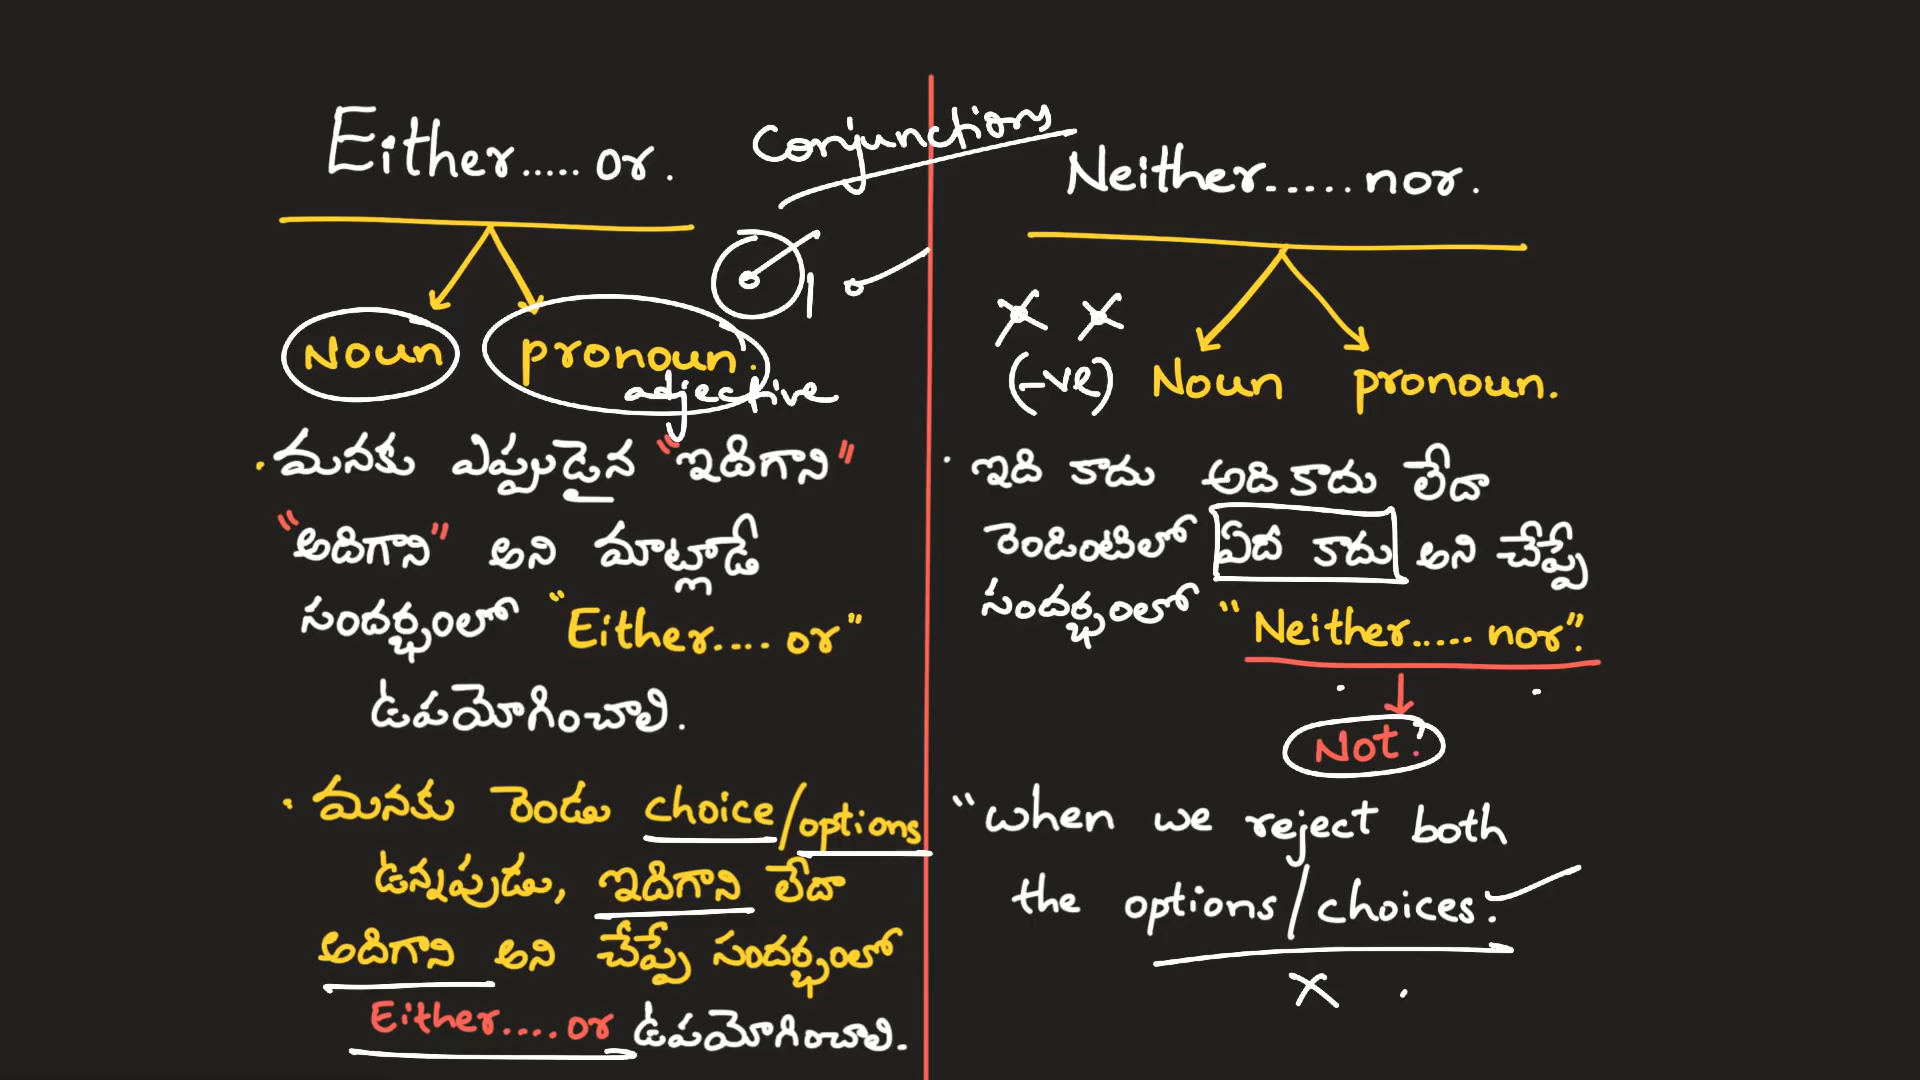 Conjunctions
Either..... or.
Noun pronoun.
adjective
. మనకు ఎప్పుడైన "ఇదిగాని"
"అదిగాని" అని మాట్లాడే
సందర్భంలో "Either.... or"
ఉపయోగించాలి.
. మనకు రెండు choice/options
ఉన్నపుడు, ఇదిగాని లేదా
అదిగాని అని చేప్పే సందర్భంలో
Either....or ఉపయోగించాలి.
Neither..... nor.
(-ve) Noun pronoun.
. ఇది కాదు అది కాదు లేదా
రెండింటిలో ఏదీ కాదు అని చేప్పే
సందర్భంలో "Neither..... nor".
Not.
"when we reject both
the options/choices.